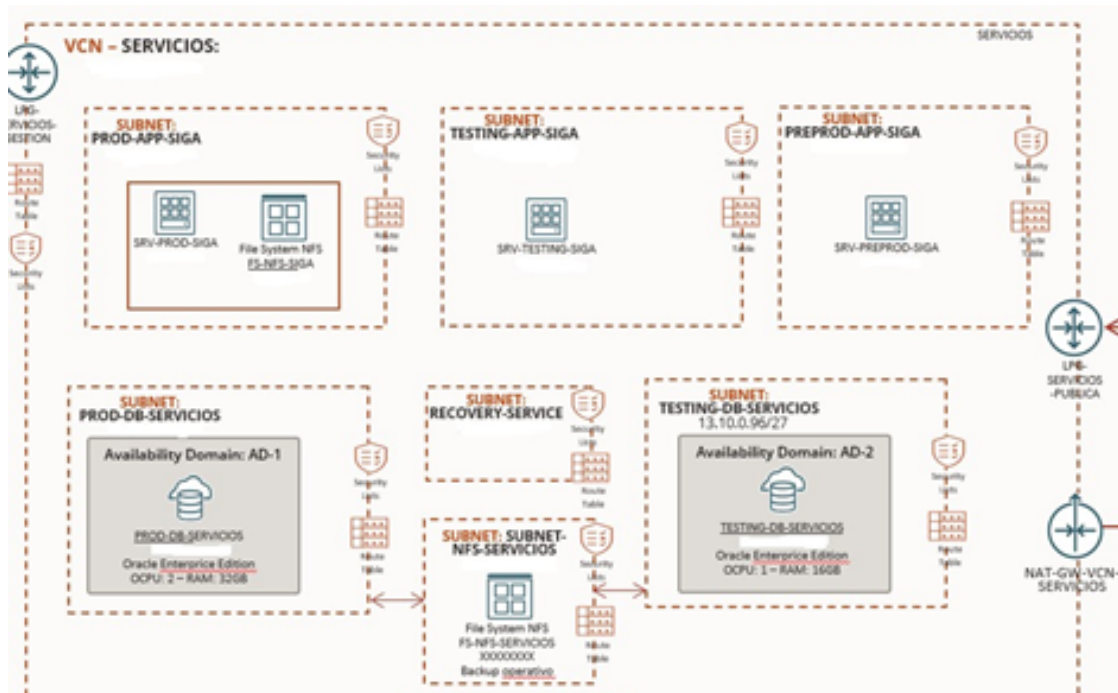 VCN – SERVICIOS:
SERVICIOS
LPG-
SERVICIOS-
GESTION
Route
Table
Security
Lists
SUBNET:
PROD-APP-SIGA
SRV-PROD-SIGA
File System NFS
FS-NFS-SIGA
Security
Lists
Route
Table
SUBNET:
TESTING-APP-SIGA
SRV-TESTING-SIGA
Security
Lists
Route
Table
SUBNET:
PREPROD-APP-SIGA
SRV-PREPROD-SIGA
Security
Lists
Route
Table
LPG-
SERVICIOS
-PUBLICA
SUBNET:
PROD-DB-SERVICIOS
Availability Domain: AD-1
PROD-DB-SERVICIOS
Oracle Enterprice Edition
OCPU: 2 – RAM: 32GB
Security
Lists
Route
Table
SUBNET:
RECOVERY-SERVICE
Security
Lists
Route
Table
SUBNET: SUBNET-
NFS-SERVICIOS
File System NFS
FS-NFS-SERVICIOS
XXXXXXXX
Backup operativo
Security
Lists
Route
Table
SUBNET:
TESTING-DB-SERVICIOS
13.10.0.96/27
Availability Domain: AD-2
TESTING-DB-SERVICIOS
Oracle Enterprice Edition
OCPU: 1 – RAM: 16GB
Security
Lists
Route
Table
NAT-GW-VCN-
SERVICIOS